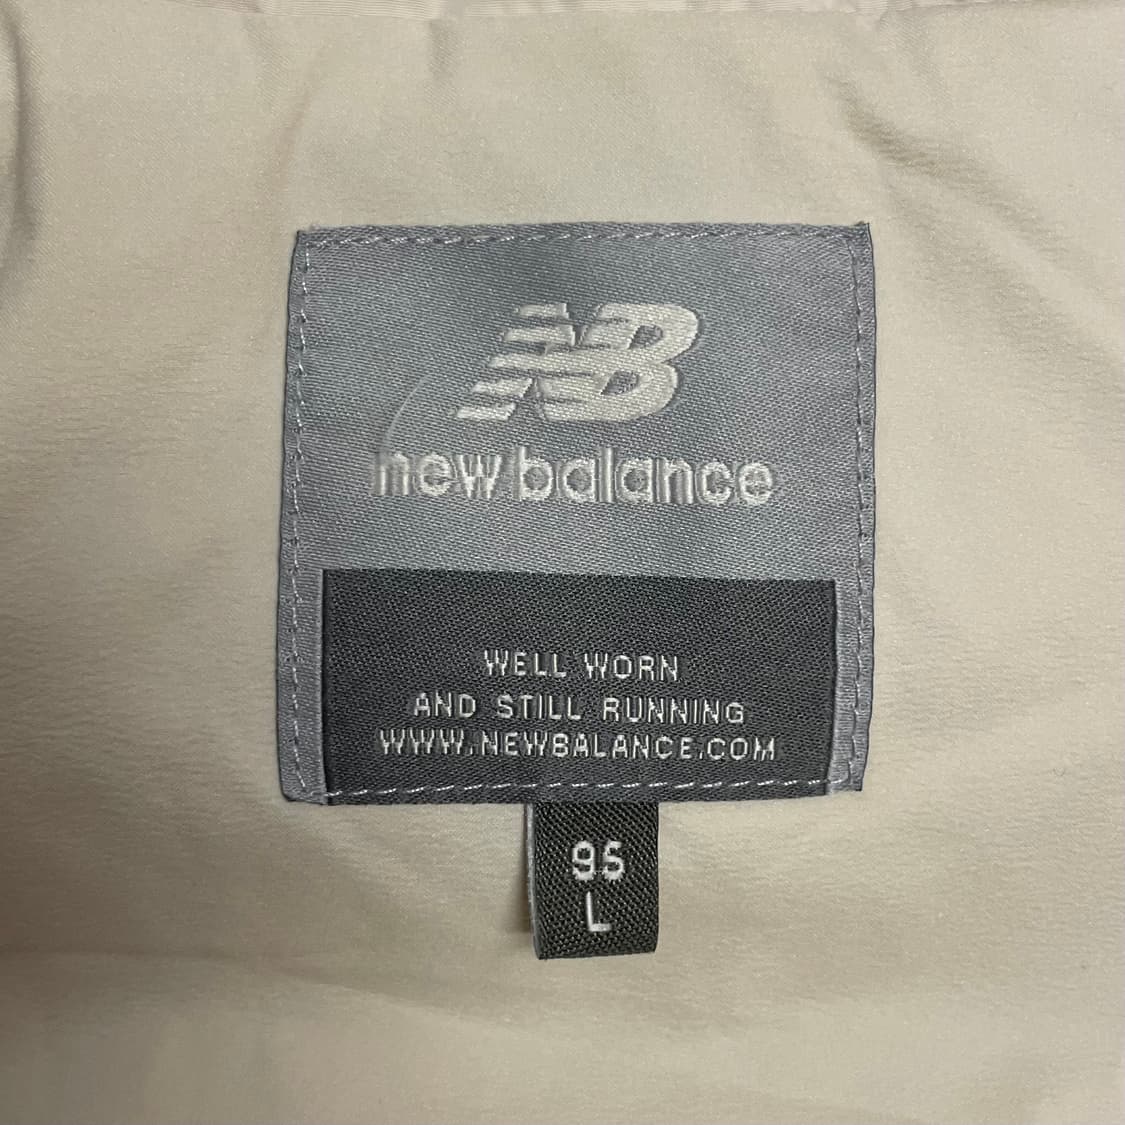 NB
new balance
WELL WORN
AND STILL RUNNING
WWW.NEWBALANCE.COM
95
L